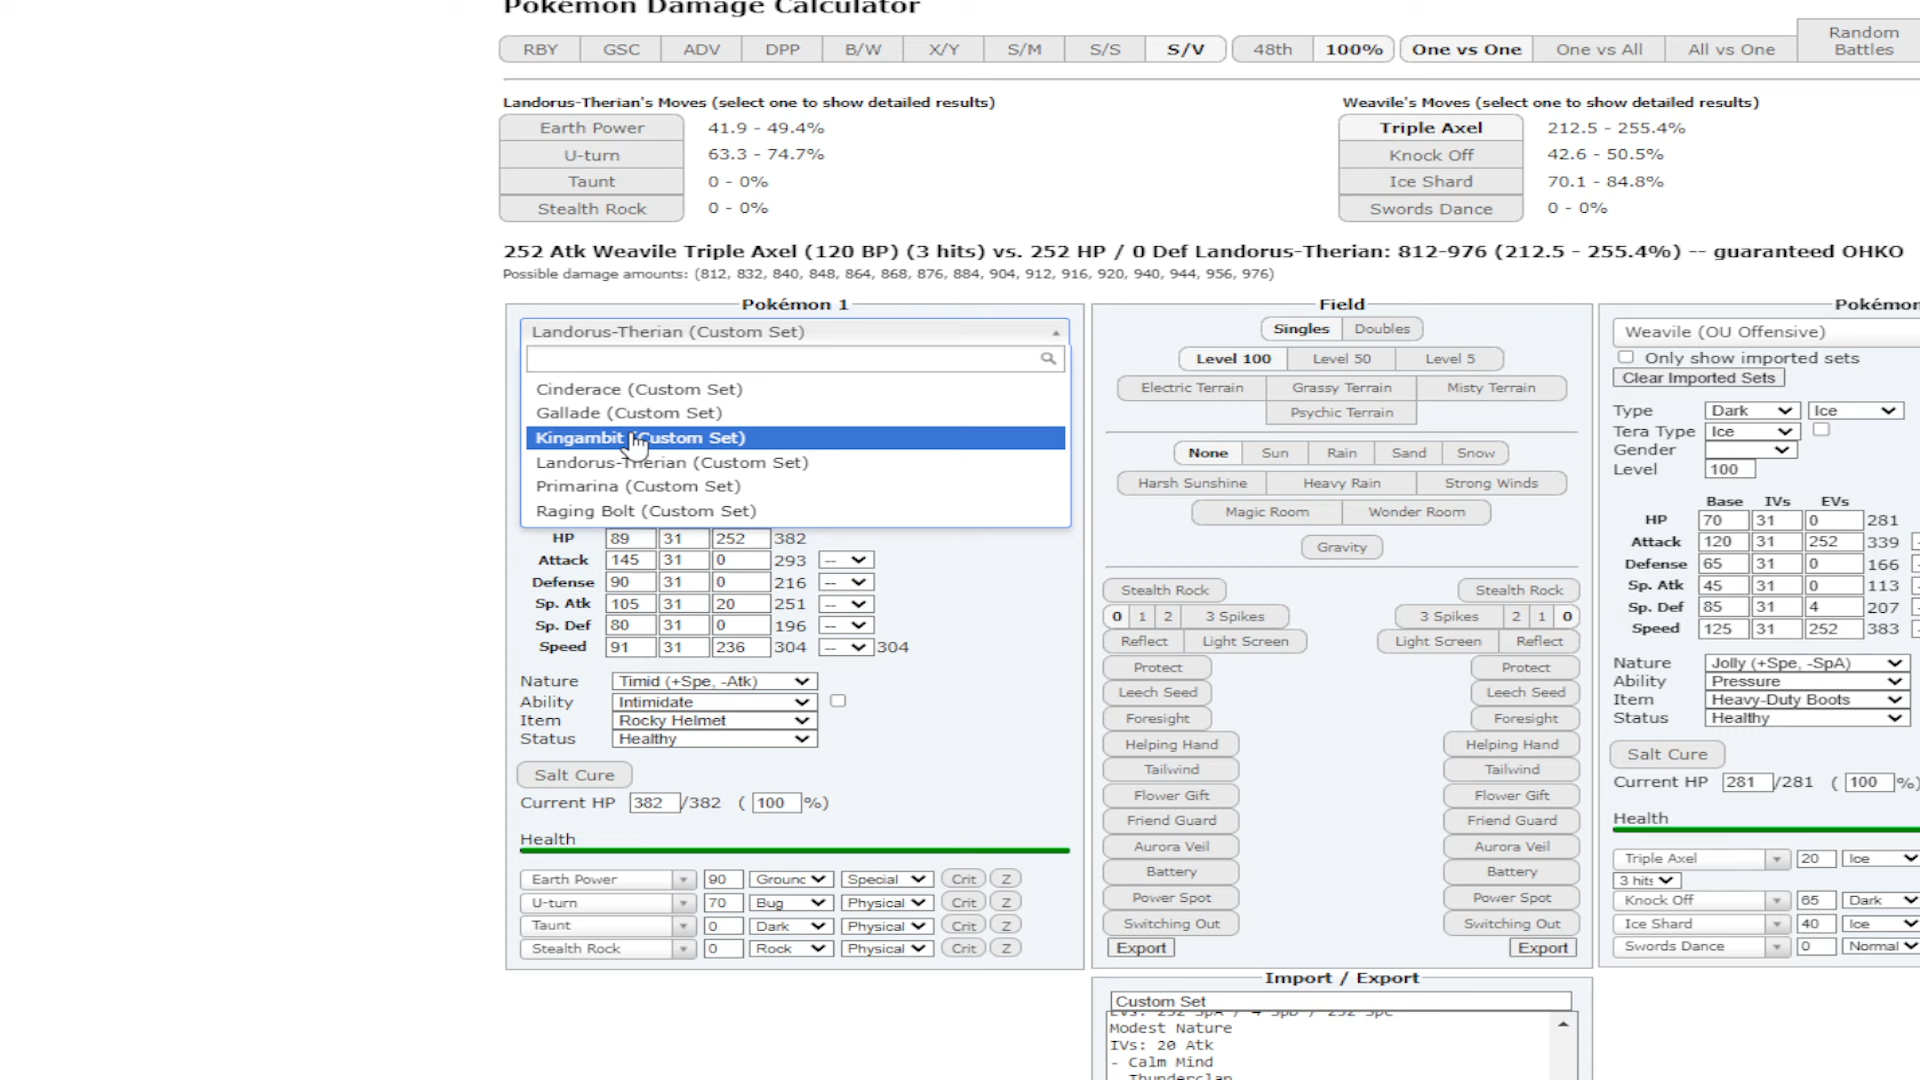 Pokémon Damage Calculator
RBY GSC ADV DPP B/W X/Y S/M S/S S/V 48th 100% One vs One One vs All All vs One Random Battles
Landorus-Therian's Moves (select one to show detailed results)
Earth Power 41.9 - 49.4%
U-turn 63.3 - 74.7%
Taunt 0 - 0%
Stealth Rock 0 - 0%
Weavile's Moves (select one to show detailed results)
Triple Axel 212.5 - 255.4%
Knock Off 42.6 - 50.5%
Ice Shard 70.1 - 84.8%
Swords Dance 0 - 0%
252 Atk Weavile Triple Axel (120 BP) (3 hits) vs. 252 HP / 0 Def Landorus-Therian: 812-976 (212.5 - 255.4%) -- guaranteed OHKO
Possible damage amounts: (812, 832, 840, 848, 864, 868, 876, 884, 904, 912, 916, 920, 940, 944, 956, 976)
Pokémon 1
Landorus-Therian (Custom Set)
Cinderace (Custom Set)
Gallade (Custom Set)
Kingambit (Custom Set)
Landorus-Therian (Custom Set)
Primarina (Custom Set)
Raging Bolt (Custom Set)
HP 89 31 252 382
Attack 145 31 0 293 --
Defense 90 31 0 216 --
Sp. Atk 105 31 20 251 --
Sp. Def 80 31 0 196 --
Speed 91 31 236 304 -- 304
Nature Timid (+Spe, -Atk)
Ability Intimidate
Item Rocky Helmet
Status Healthy
Salt Cure
Current HP 382 /382 ( 100 %)
Health
Earth Power 90 Ground Special Crit Z
U-turn 70 Bug Physical Crit Z
Taunt 0 Dark Physical Crit Z
Stealth Rock 0 Rock Physical Crit Z
Field
Singles Doubles
Level 100 Level 50 Level 5
Electric Terrain Grassy Terrain Misty Terrain
Psychic Terrain
None Sun Rain Sand Snow
Harsh Sunshine Heavy Rain Strong Winds
Magic Room Wonder Room
Gravity
Stealth Rock Stealth Rock
0 1 2 3 Spikes 3 Spikes 2 1 0
Reflect Light Screen Light Screen Reflect
Protect Protect
Leech Seed Leech Seed
Foresight Foresight
Helping Hand Helping Hand
Tailwind Tailwind
Flower Gift Flower Gift
Friend Guard Friend Guard
Aurora Veil Aurora Veil
Battery Battery
Power Spot Power Spot
Switching Out Switching Out
Export Export
Import / Export
Custom Set
EVs: 252 SpA / 4 SpD / 252 Spe
Modest Nature
IVs: 20 Atk
- Calm Mind
- Thunderclap
Pokémon
Weavile (OU Offensive)
Only show imported sets
Clear Imported Sets
Type Dark Ice
Tera Type Ice
Gender
Level 100
Base IVs EVs
HP 70 31 0 281
Attack 120 31 252 339
Defense 65 31 0 166
Sp. Atk 45 31 0 113
Sp. Def 85 31 4 207
Speed 125 31 252 383
Nature Jolly (+Spe, -SpA)
Ability Pressure
Item Heavy-Duty Boots
Status Healthy
Salt Cure
Current HP 281 /281 ( 100 %)
Health
Triple Axel 20 Ice
3 hits
Knock Off 65 Dark
Ice Shard 40 Ice
Swords Dance 0 Normal